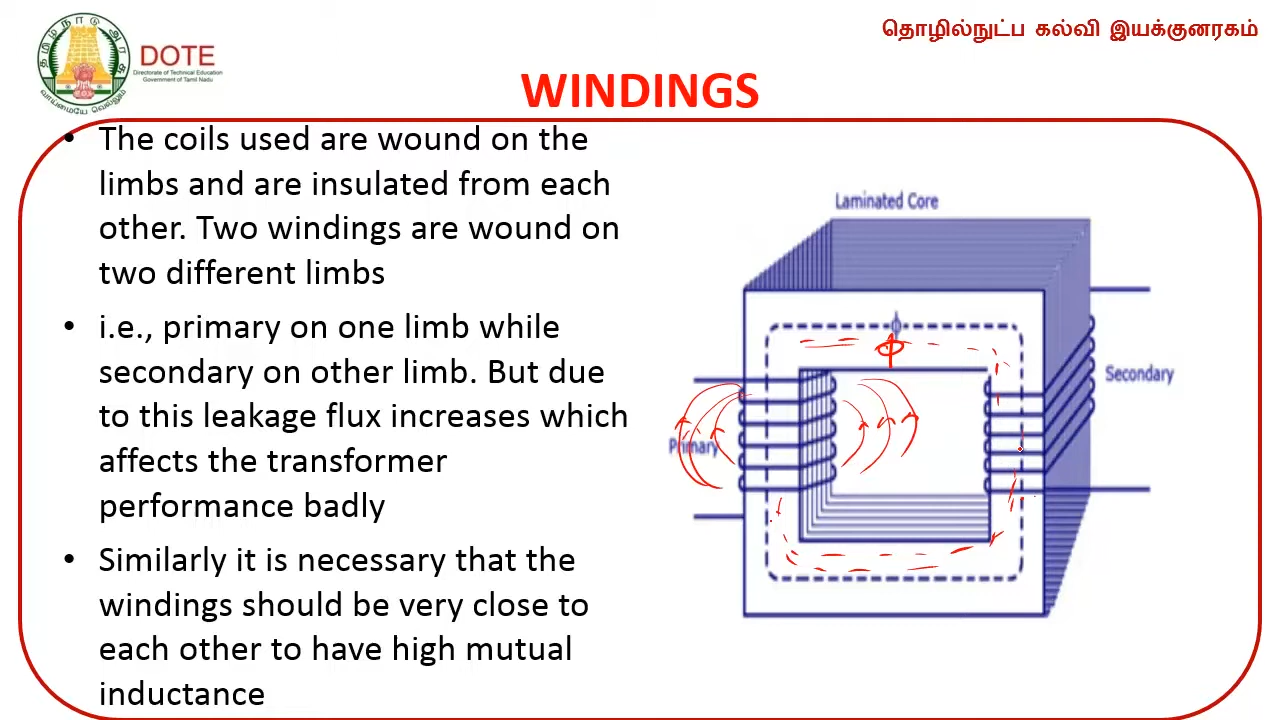 தொழில்நுட்ப கல்வி இயக்குனரகம்
DOTE
Directorate of Technical Education
Government of Tamil Nadu
தமிழ்நாடு அரசு
வாய்மையே வெல்லும்
WINDINGS
• The coils used are wound on the
limbs and are insulated from each
other. Two windings are wound on
two different limbs
• i.e., primary on one limb while
secondary on other limb. But due
to this leakage flux increases which
affects the transformer
performance badly
• Similarly it is necessary that the
windings should be very close to
each other to have high mutual
inductance
Laminated Core
ϕ
ϕ
Primary
Secondary